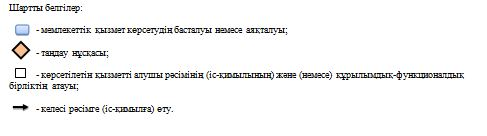 Шартты белгілер:
- мемлекеттік қызмет көрсетудің басталуы немесе аяқталуы;
- таңдау нұсқасы;
- көрсетілетін қызметті алушы рәсімінің (іс-қимылының) және (немесе) құрылымдық-функционалдық
бірліктің атауы;
- келесі рәсімге (іс-қимылға) өту.